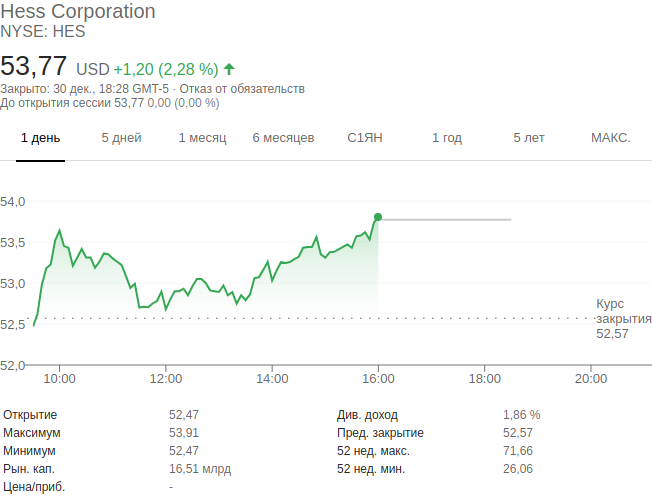 Hess Corporation
NYSE: HES
53,77 USD +1,20 (2,28 %)
Закрыто: 30 дек., 18:28 GMT-5 · Отказ от обязательств
До открытия сессии 53,77 0,00 (0,00 %)
1 день 5 дней 1 месяц 6 месяцев С1ЯН 1 год 5 лет МАКС.
54,0
53,5
53,0
52,5
52,0
Курс
закрытия
52,57
10:00 12:00 14:00 16:00 18:00 20:00
Открытие 52,47 Див. доход 1,86 %
Максимум 53,91 Пред. закрытие 52,57
Минимум 52,47 52 нед. макс. 71,66
Рын. кап. 16,51 млрд 52 нед. мин. 26,06
Цена/приб. -